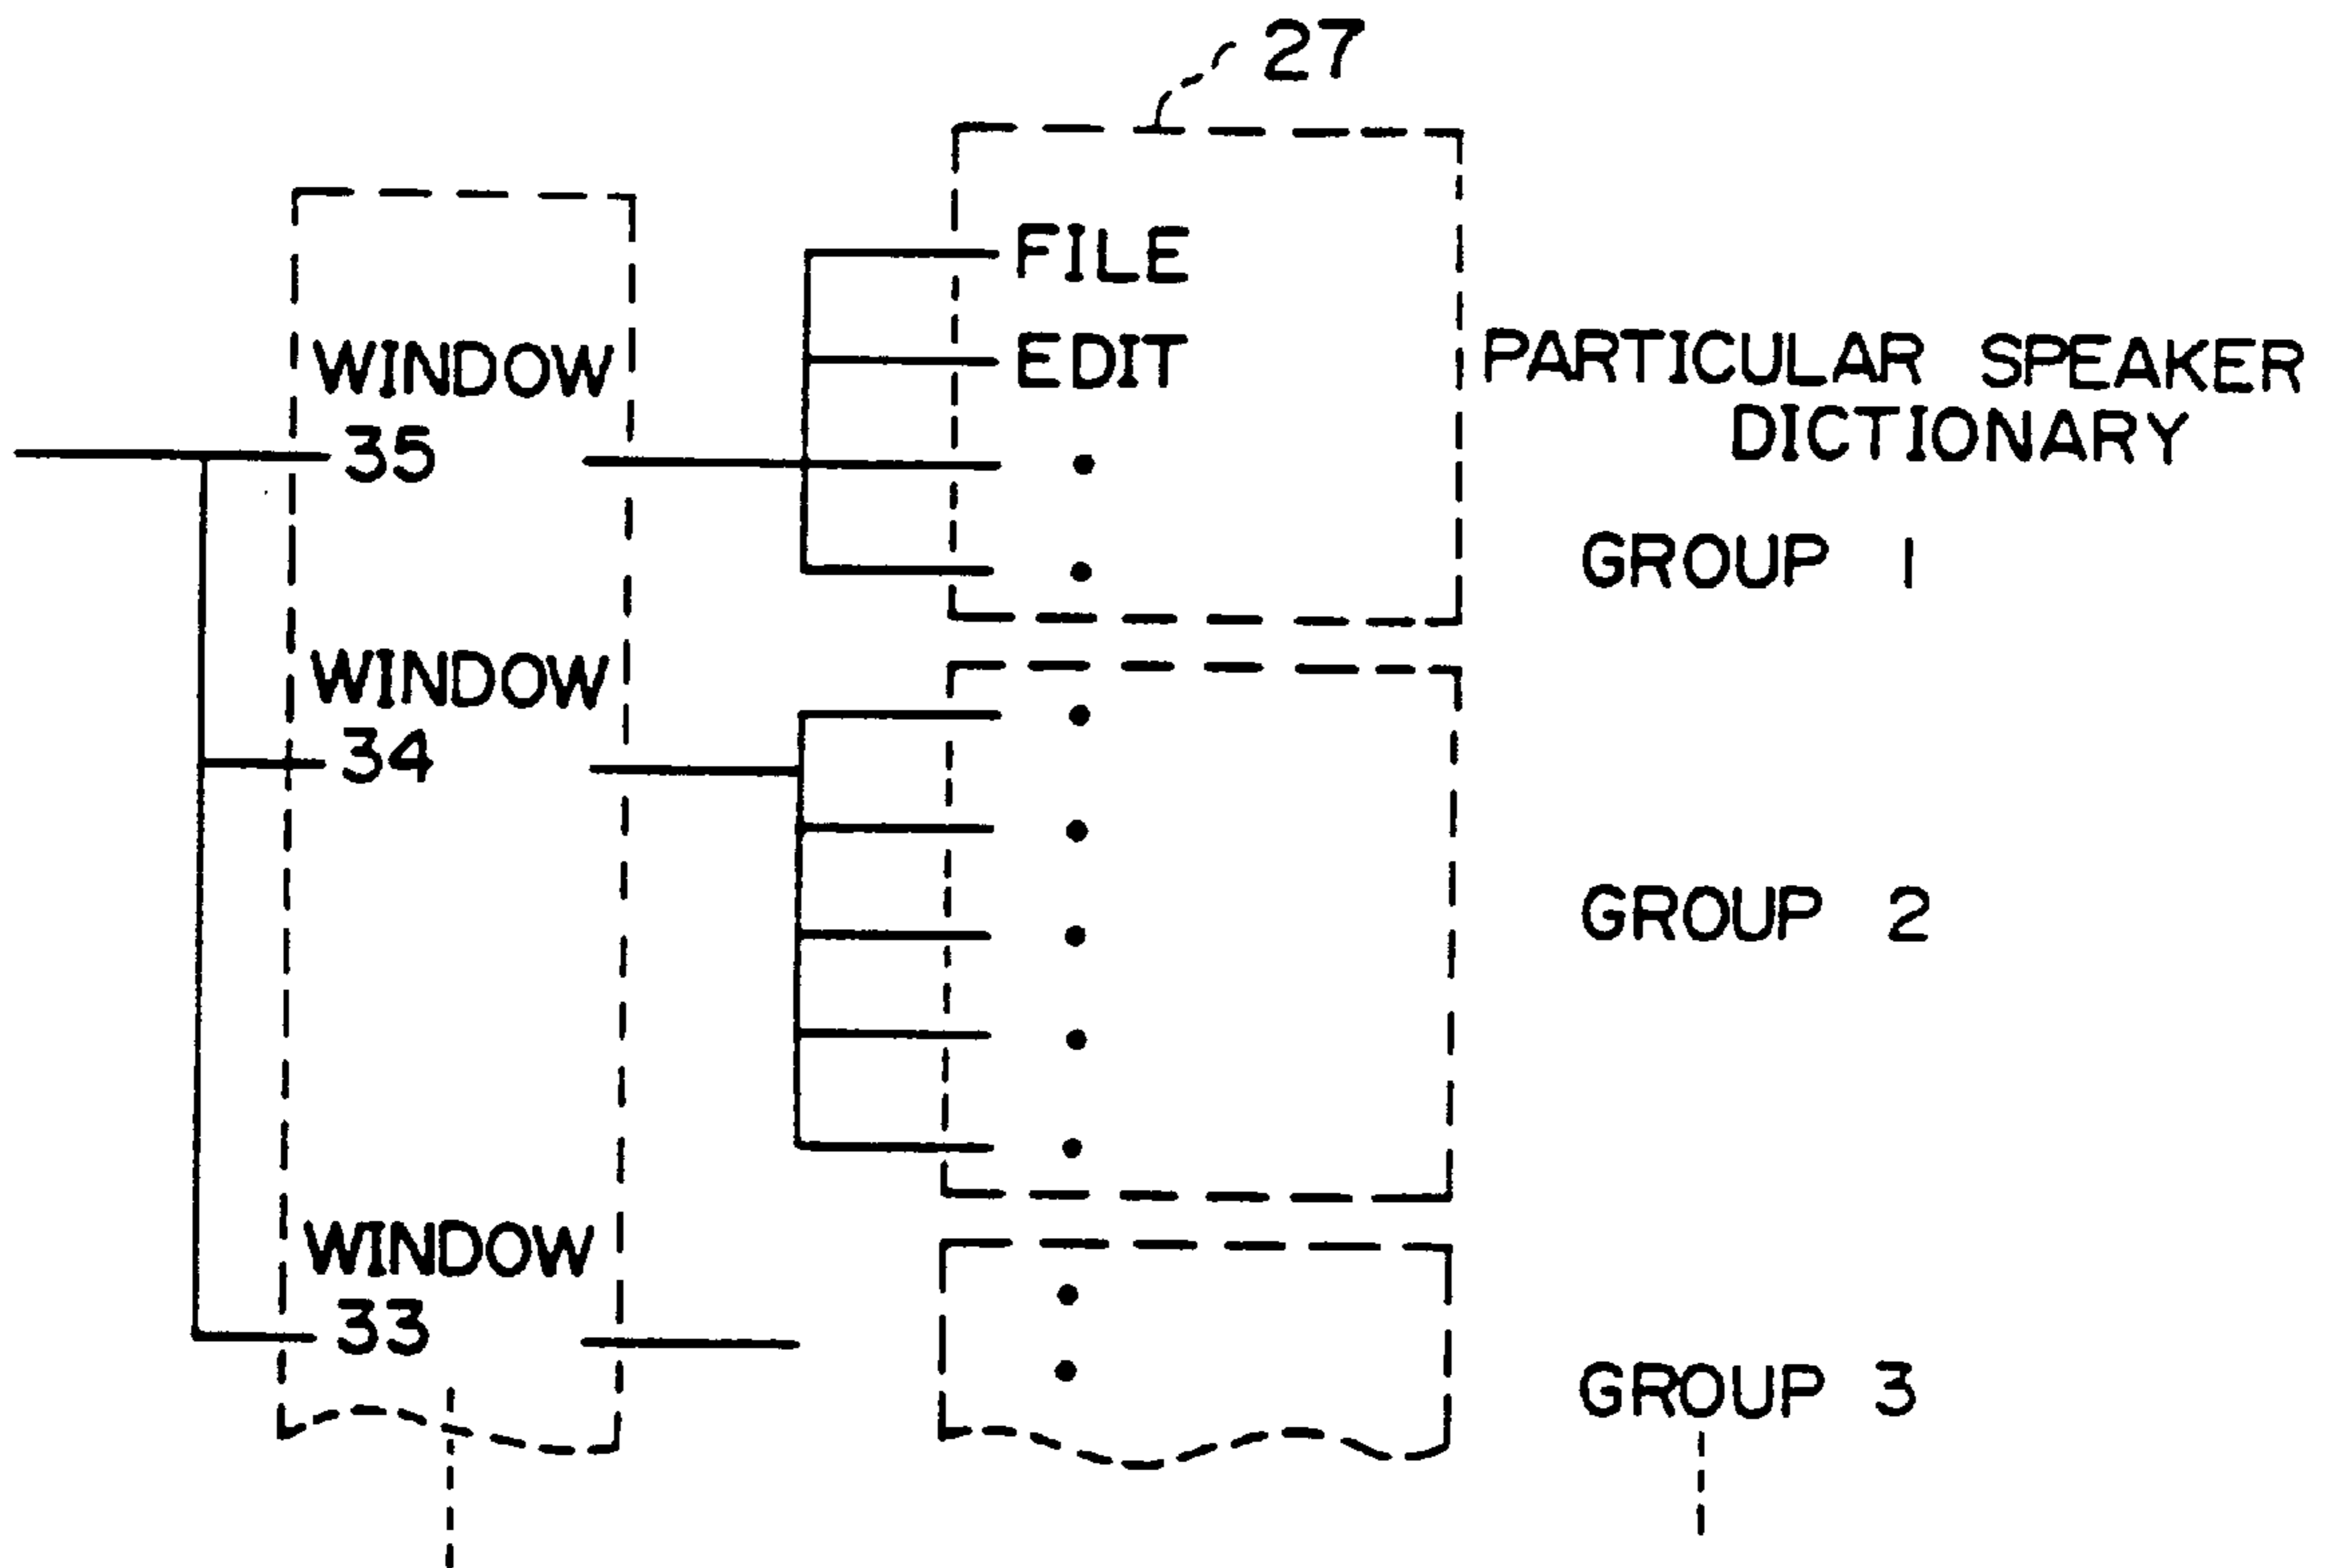 27
FILE
EDIT
PARTICULAR SPEAKER
DICTIONARY
WINDOW
35
GROUP 1
WINDOW
34
GROUP 2
WINDOW
33
GROUP 3